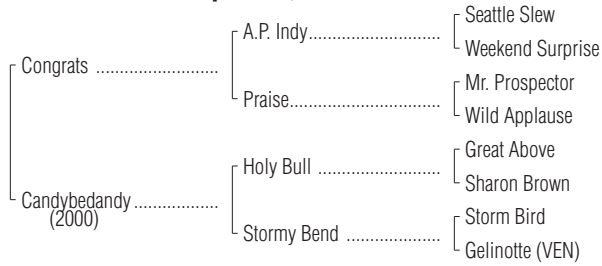 Seattle Slew
A.P. Indy..............................
Weekend Surprise
Congrats ............................
Mr. Prospector
Praise..................................
Wild Applause
Great Above
Holy Bull ............................
Sharon Brown
Candybedandy ...................
(2000)
Storm Bird
Stormy Bend .....................
Gelinotte (VEN)